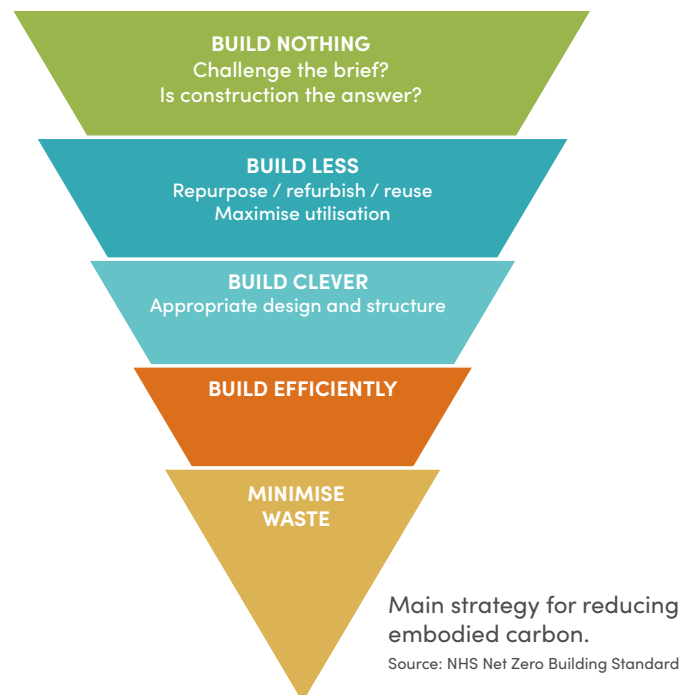 BUILD NOTHING
Challenge the brief?
Is construction the answer?
BUILD LESS
Repurpose / refurbish / reuse
Maximise utilisation
BUILD CLEVER
Appropriate design and structure
BUILD EFFICIENTLY
MINIMISE
WASTE
Main strategy for reducing
embodied carbon.
Source: NHS Net Zero Building Standard